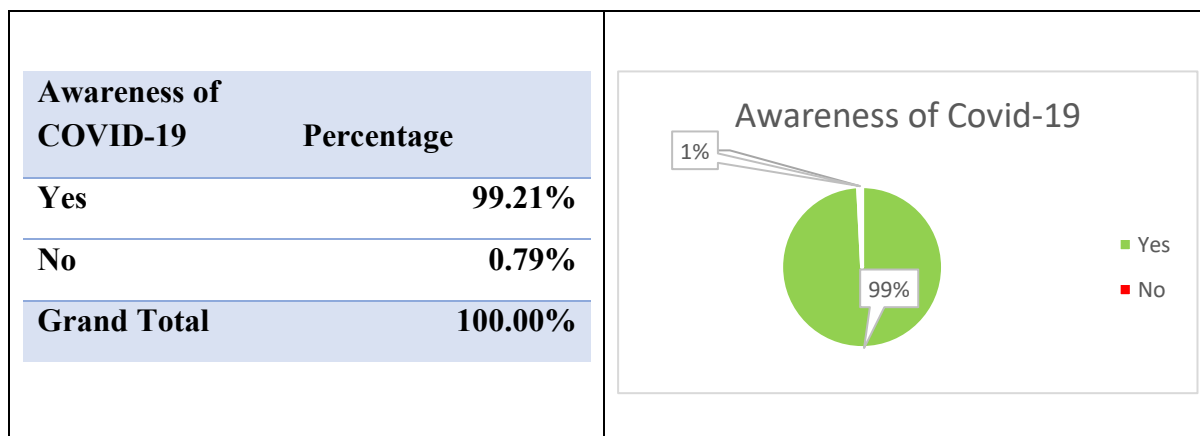 Awareness of
COVID-19 Percentage
Yes 99.21%
No 0.79%
Grand Total 100.00%
Awareness of Covid-19
1%
99%
Yes
No